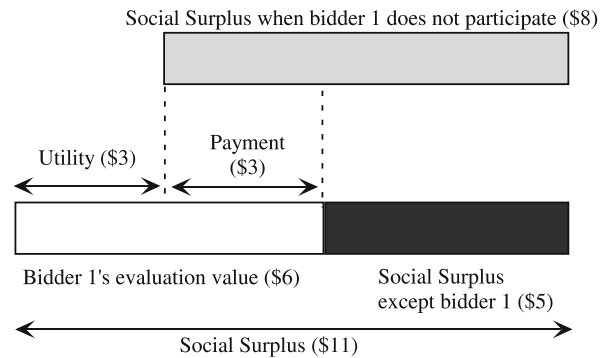 Social Surplus when bidder 1 does not participate ($8)
Utility ($3)
Payment
($3)
Bidder 1's evaluation value ($6)
Social Surplus
except bidder 1 ($5)
Social Surplus ($11)